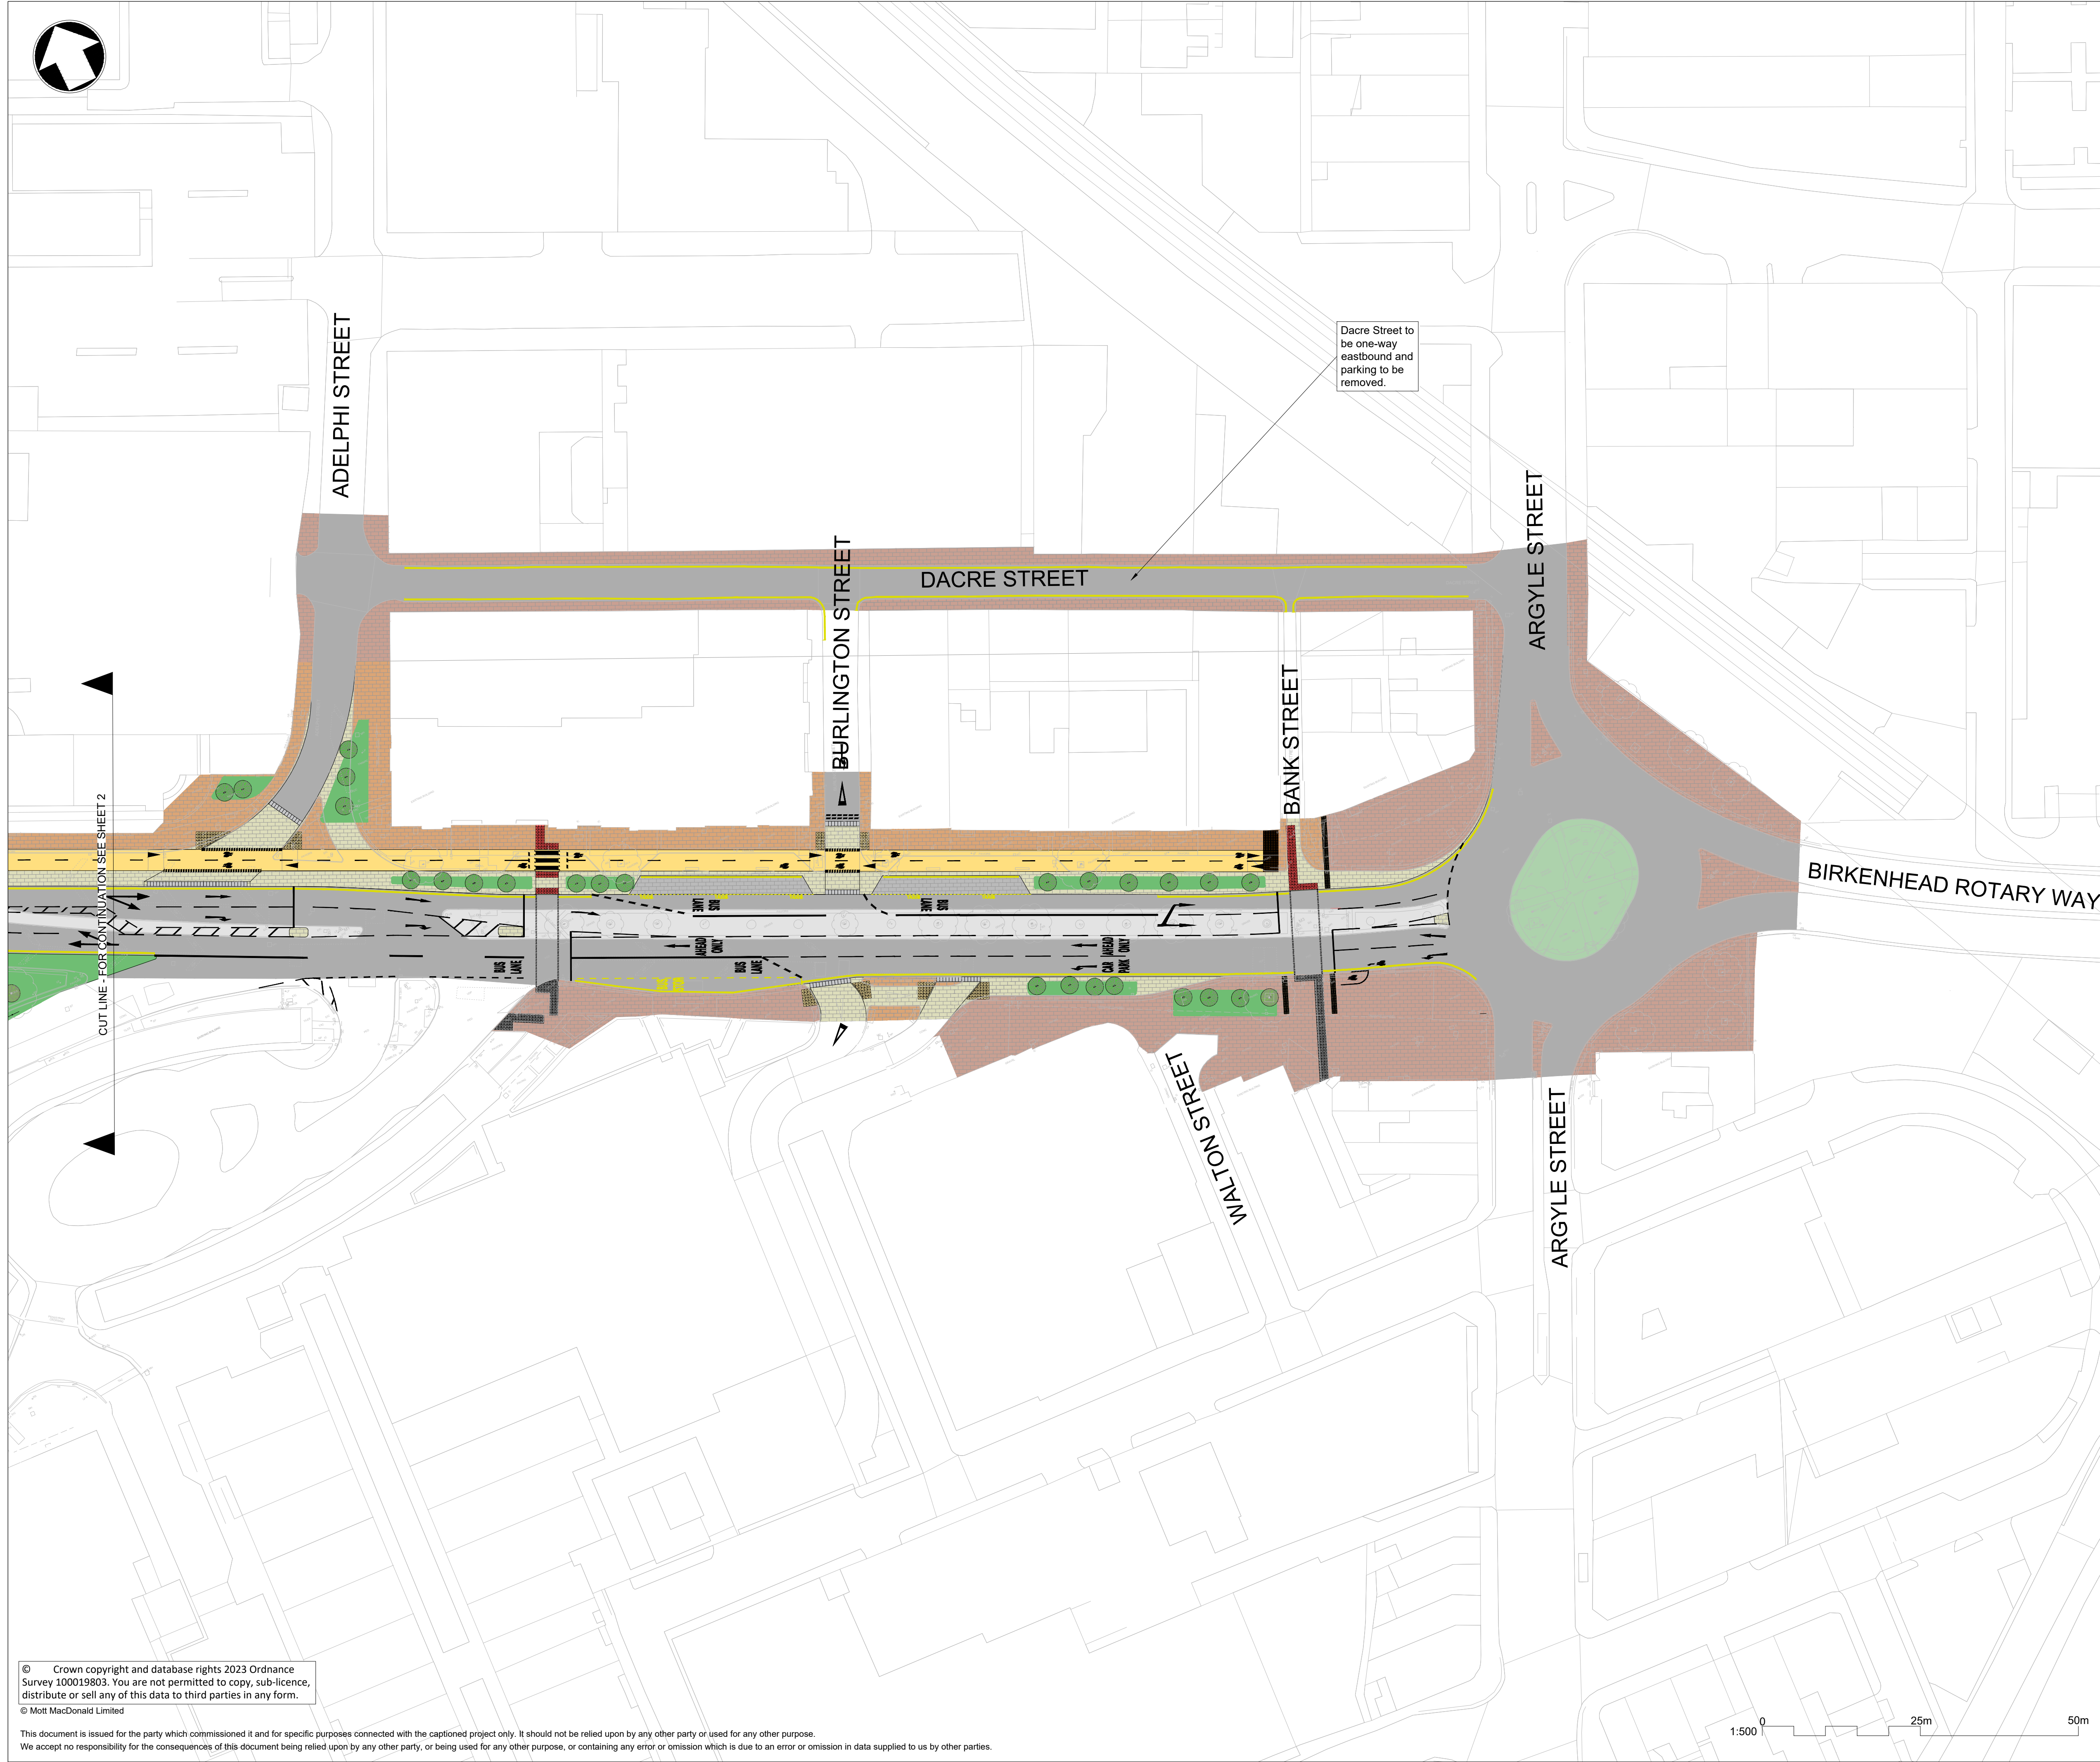 ADELPHI STREET
Dacre Street to
be one-way
eastbound and
parking to be
removed.
BURLINGTON STREET
DACRE STREET
ARGYLE STREET
BANK STREET
CUT LINE - FOR CONTINUATION SEE SHEET 2
BIRKENHEAD ROTARY WAY
BUS
LANE
BUS
LANE
AHEAD
ONLY
AHEAD
ONLY
CAR
PARK
BUS
LANE
BUS
LANE
WALTON STREET
ARGYLE STREET
© Crown copyright and database rights 2023 Ordnance
Survey 100019803. You are not permitted to copy, sub-licence,
distribute or sell any of this data to third parties in any form.
© Mott MacDonald Limited
This document is issued for the party which commissioned it and for specific purposes connected with the captioned project only. It should not be relied upon by any other party or used for any other purpose.
We accept no responsibility for the consequences of this document being relied upon by any other party, or being used for any other purpose, or containing any error or omission which is due to an error or omission in data supplied to us by other parties.
1:500
0
25m
50m